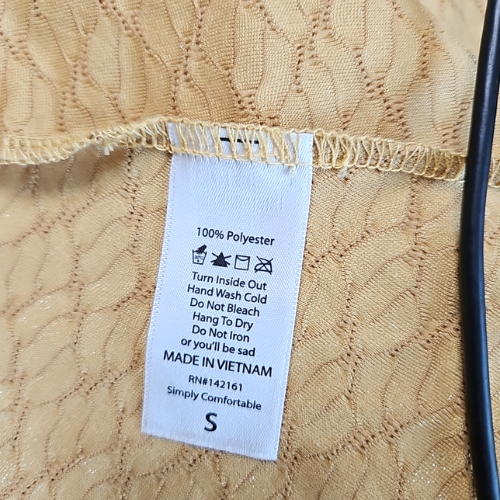 100% Polyester
Turn Inside Out
Hand Wash Cold
Do Not Bleach
Hang To Dry
Do Not Iron
or you'll be sad
MADE IN VIETNAM
RN#142161
Simply Comfortable
S